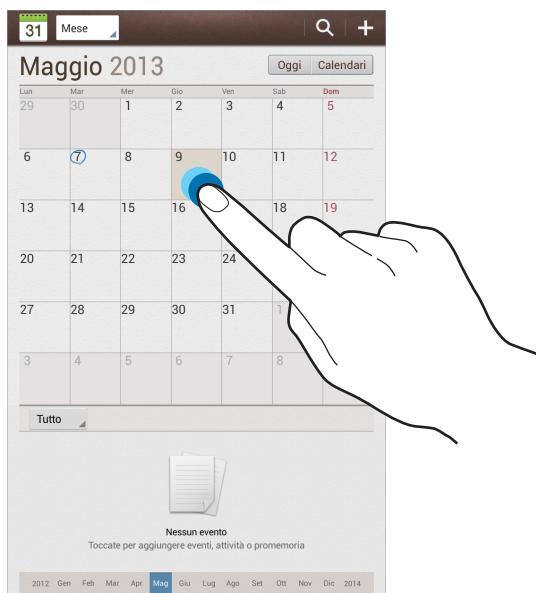 31 Mese
Maggio 2013 Oggi Calendari
Lun Mar Mer Gio Ven Sab Dom
29 30 1 2 3 4 5
6 7 8 9 10 11 12
13 14 15 16 18 19
20 21 22 23 24
27 28 29 30 31 1
3 4 5 6 7 8
Tutto
Nessun evento
Toccate per aggiungere eventi, attività o promemoria
2012 Gen Feb Mar Apr Mag Giu Lug Ago Set Ott Nov Dic 2014